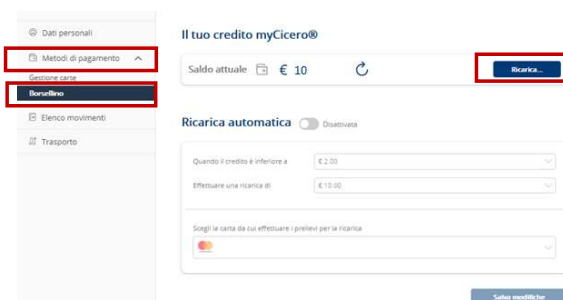 Dati personali
Metodi di pagamento
Gestione carte
Borsellino
Elenco movimenti
Trasporto
Il tuo credito myCicero®
Saldo attuale € 10
Ricarica...
Ricarica automatica Disattivata
Quando il credito è inferiore a € 2.00
Effettuare una ricarica di € 10.00
Scegli la carta da cui effettuare i prelievi per la ricarica
Salva modifiche